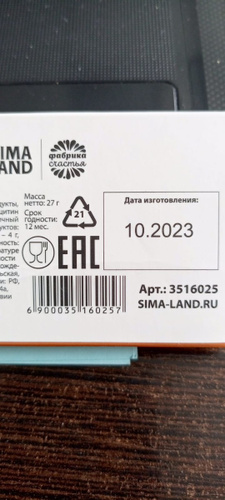 SIMA
LAND
фабрика
счастья
Масса
нетто: 27 г
Срок
годности:
12 мес.
21
Дата изготовления:
10.2023
EAC
Арт.: 3516025
SIMA-LAND.RU
6 900035 160257